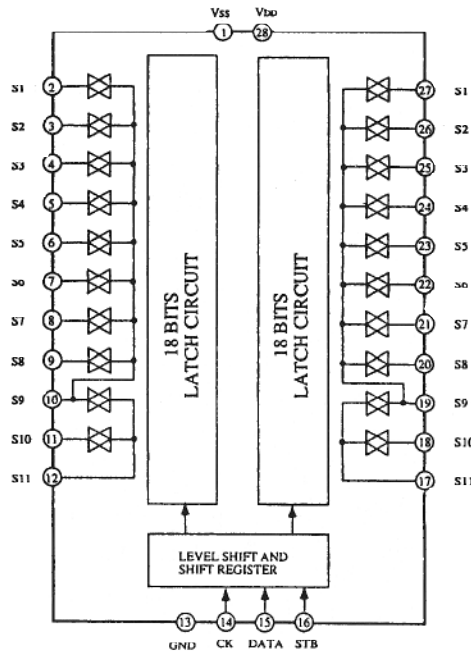 VSS VDD
1 28
S1 2 27 S1
S2 3 26 S2
S3 4 25 S3
S4 5 24 S4
S5 6 23 S5
S6 7 22 S6
S7 8 21 S7
S8 9 20 S8
S9 10 19 S9
S10 11 18 S10
S11 12 17 S11
18 BITS
LATCH CIRCUIT
18 BITS
LATCH CIRCUIT
LEVEL SHIFT AND
SHIFT REGISTER
13 14 15 16
GND CK DATA STB